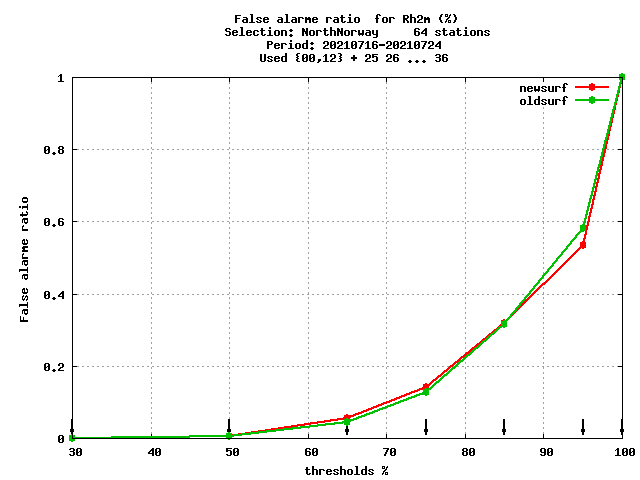 False alarme ratio  for Rh2m (%)
Selection: NorthNorway     64 stations
Period: 20210716-20210724
Used {00,12} + 25 26 ... 36
newsurf
oldsurf
False alarme ratio
1
0.8
0.6
0.4
0.2
0
30 40 50 60 70 80 90 100
thresholds %